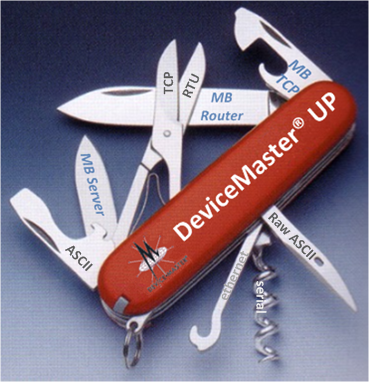 MB
TCP
TCP
RTU
MB
Router
DeviceMaster® UP
MB Server
ASCII
Raw ASCII
ethernet
serial